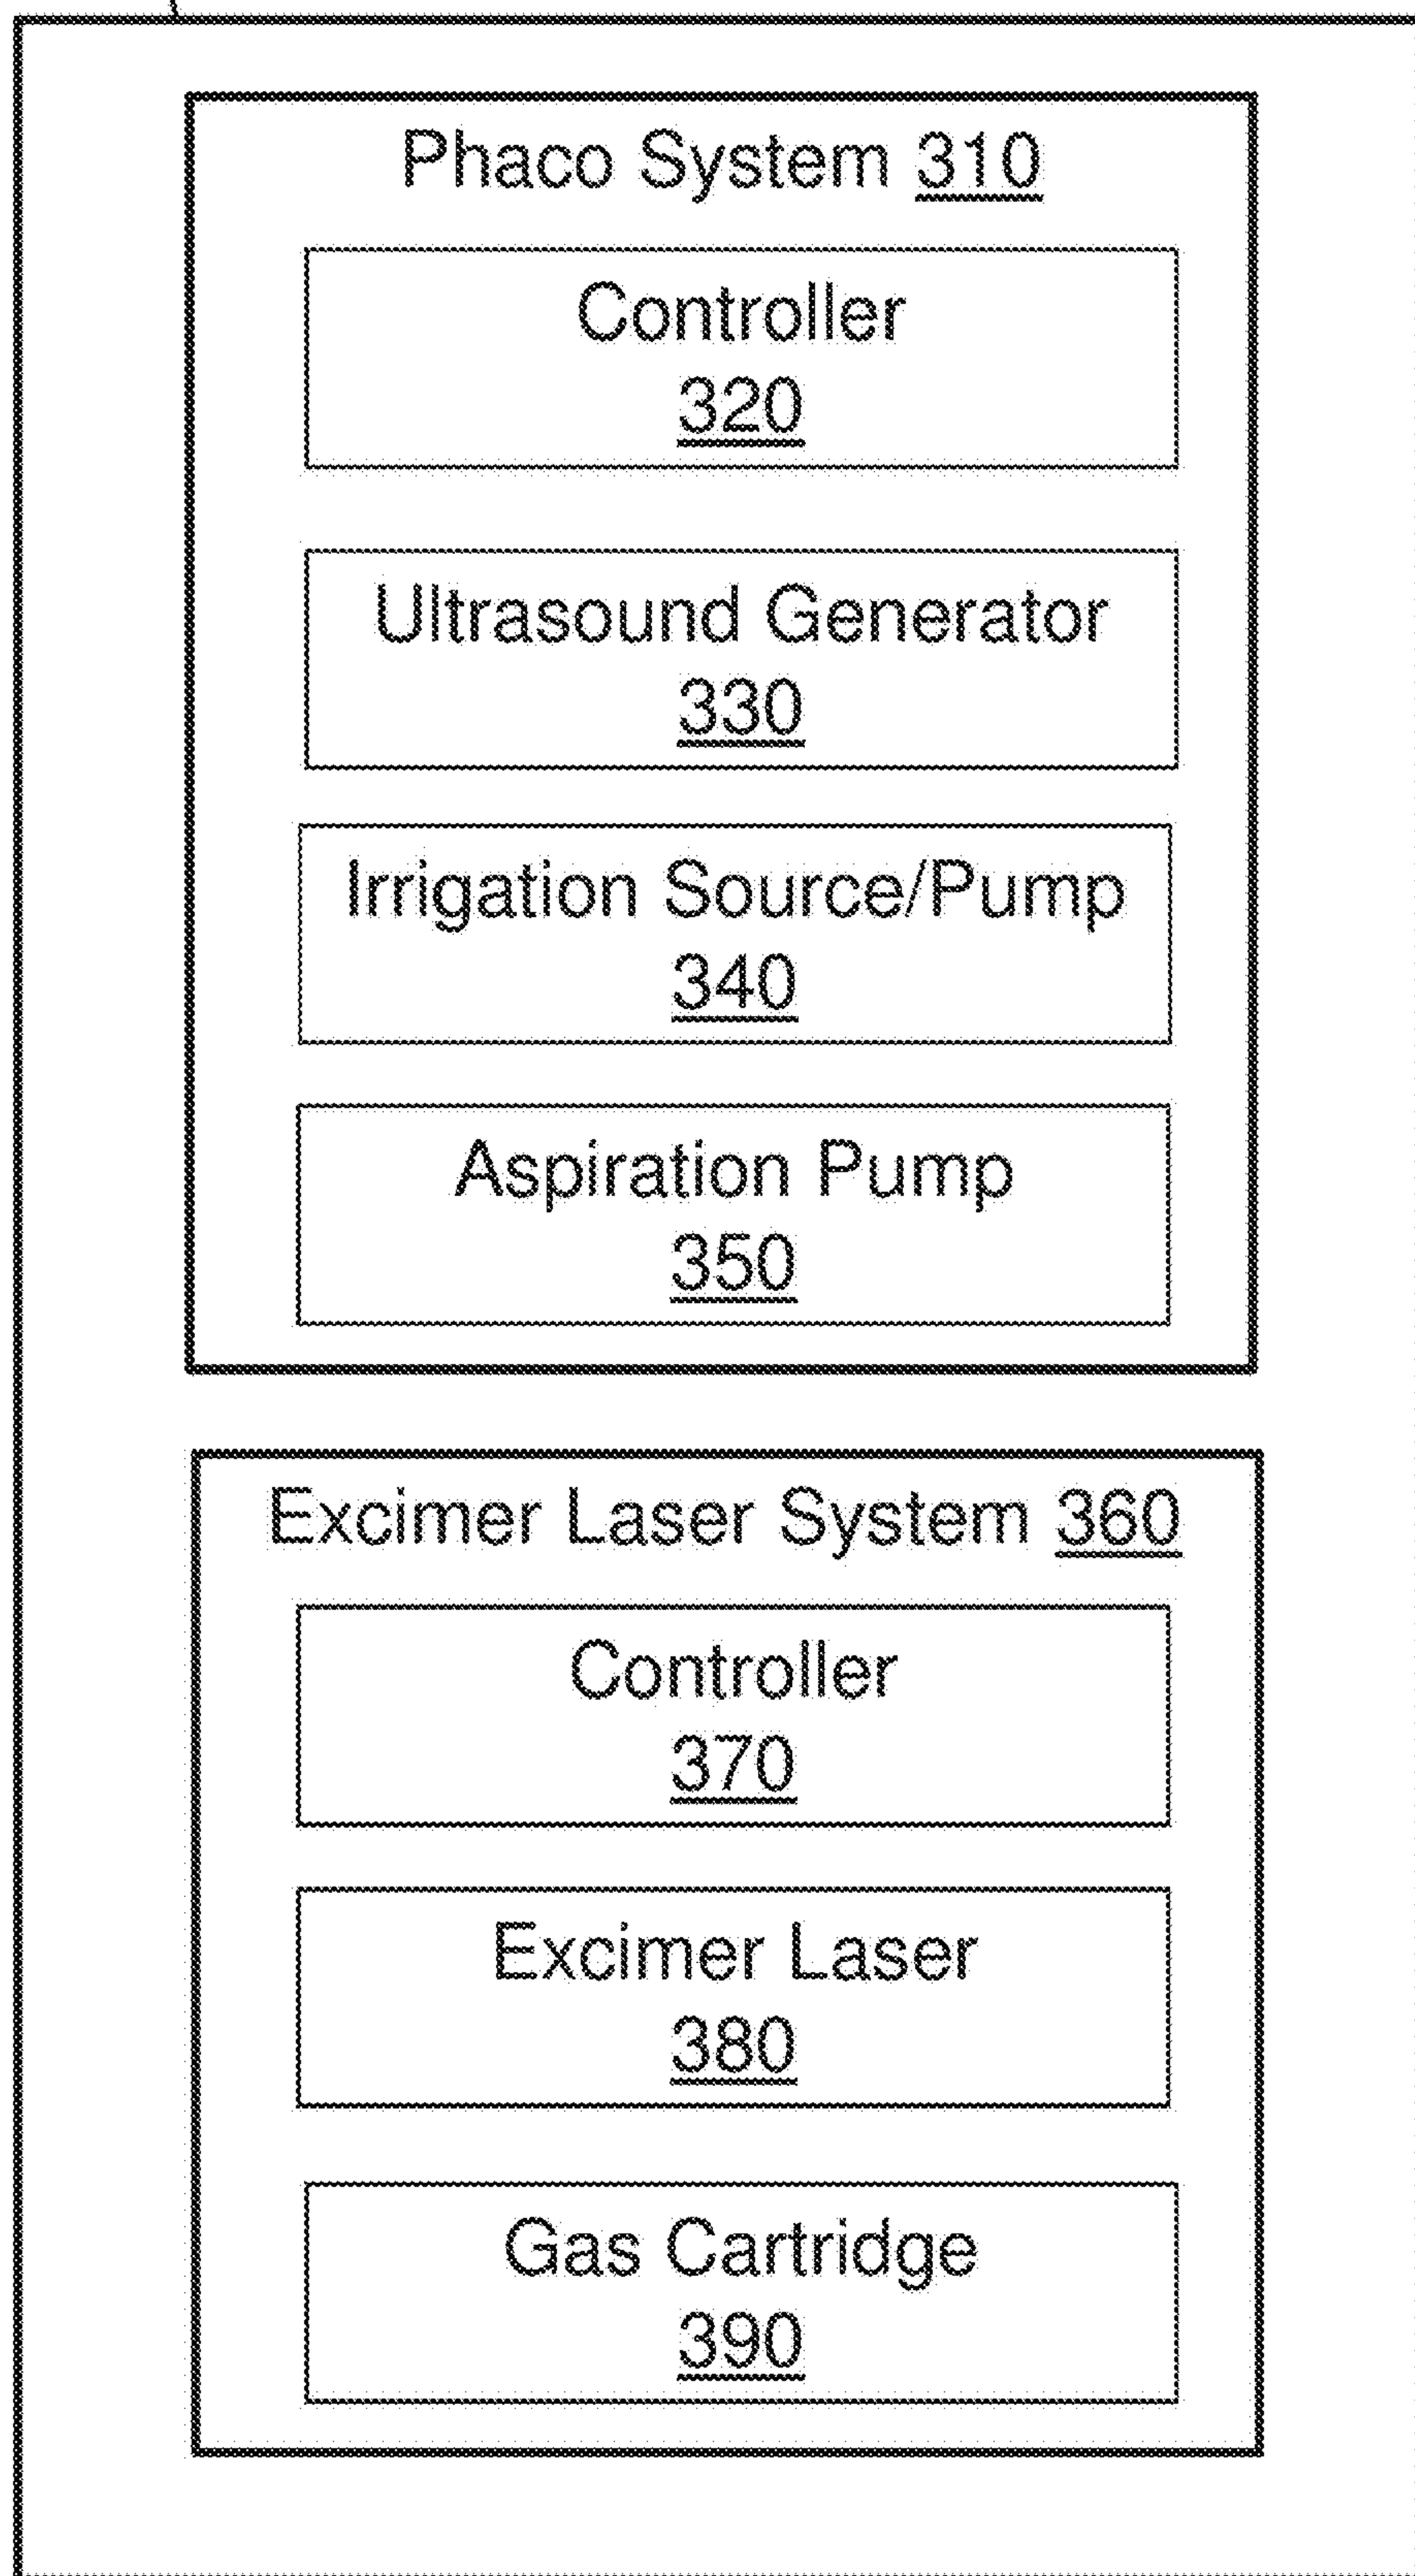 Phaco System 310
Controller
320
Ultrasound Generator
330
Irrigation Source/Pump
340
Aspiration Pump
350
Excimer Laser System 360
Controller
370
Excimer Laser
380
Gas Cartridge
390